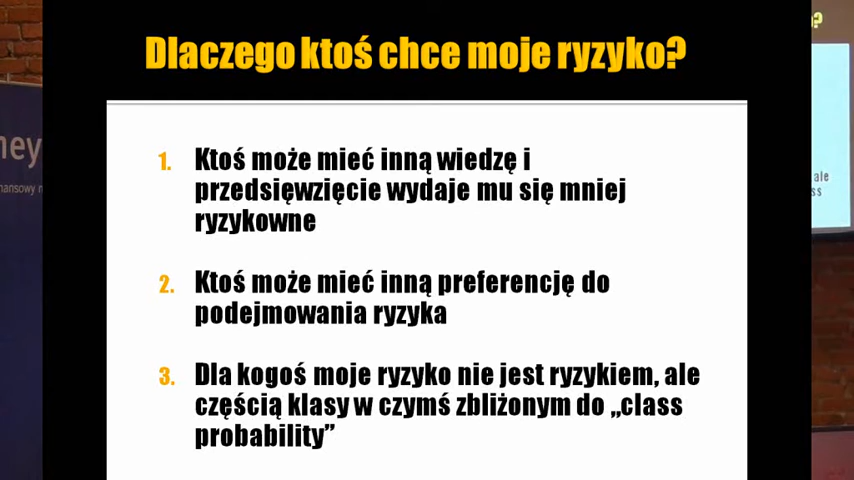 Dlaczego ktoś chce moje ryzyko?
1. Ktoś może mieć inną wiedzę i
przedsięwzięcie wydaje mu się mniej
ryzykowne
2. Ktoś może mieć inną preferencję do
podejmowania ryzyka
3. Dla kogoś moje ryzyko nie jest ryzykiem, ale
częścią klasy w czymś zbliżonym do „class
probability”